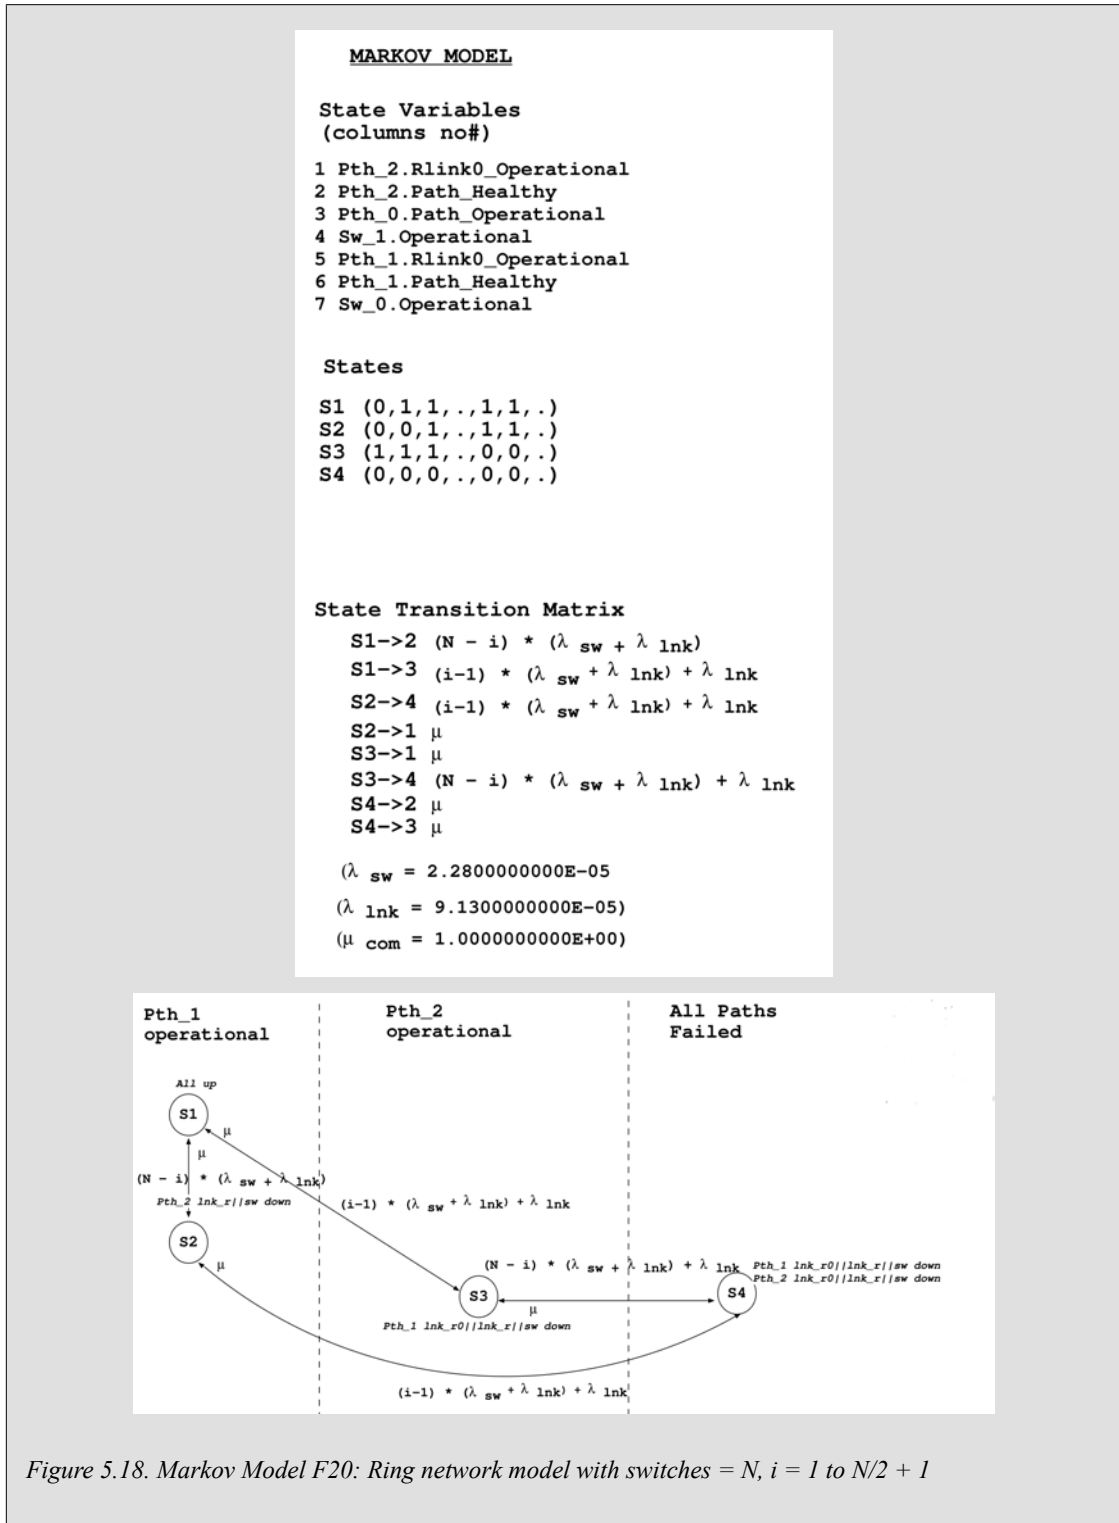 MARKOV MODEL
State Variables
(columns no#)
1 Pth_2.Rlink0_Operational
2 Pth_2.Path_Healthy
3 Pth_0.Path_Operational
4 Sw_1.Operational
5 Pth_1.Rlink0_Operational
6 Pth_1.Path_Healthy
7 Sw_0.Operational
States
S1 (0,1,1,.,1,1,.)
S2 (0,0,1,.,1,1,.)
S3 (1,1,1,.,0,0,.)
S4 (0,0,0,.,0,0,.)
State Transition Matrix
S1->2 (N - i) * (λ sw + λ lnk)
S1->3 (i-1) * (λ sw + λ lnk) + λ lnk
S2->4 (i-1) * (λ sw + λ lnk) + λ lnk
S2->1 μ
S3->1 μ
S3->4 (N - i) * (λ sw + λ lnk) + λ lnk
S4->2 μ
S4->3 μ
(λ sw = 2.2800000000E-05
(λ lnk = 9.1300000000E-05)
(μ com = 1.0000000000E+00)
Pth_1
operational
Pth_2
operational
All Paths
Failed
All up
S1
μ
μ
(N - i) * (λ sw + λ lnk)
Pth_2 lnk_r||sw down
(i-1) * (λ sw + λ lnk) + λ lnk
S2
μ
(N - i) * (λ sw + λ lnk) + λ lnk
Pth_1 lnk_r0||lnk_r||sw down
Pth_2 lnk_r0||lnk_r||sw down
S3
μ
S4
Pth_1 lnk_r0||lnk_r||sw down
(i-1) * (λ sw + λ lnk) + λ lnk
Figure 5.18. Markov Model F20: Ring network model with switches = N, i = 1 to N/2 + 1